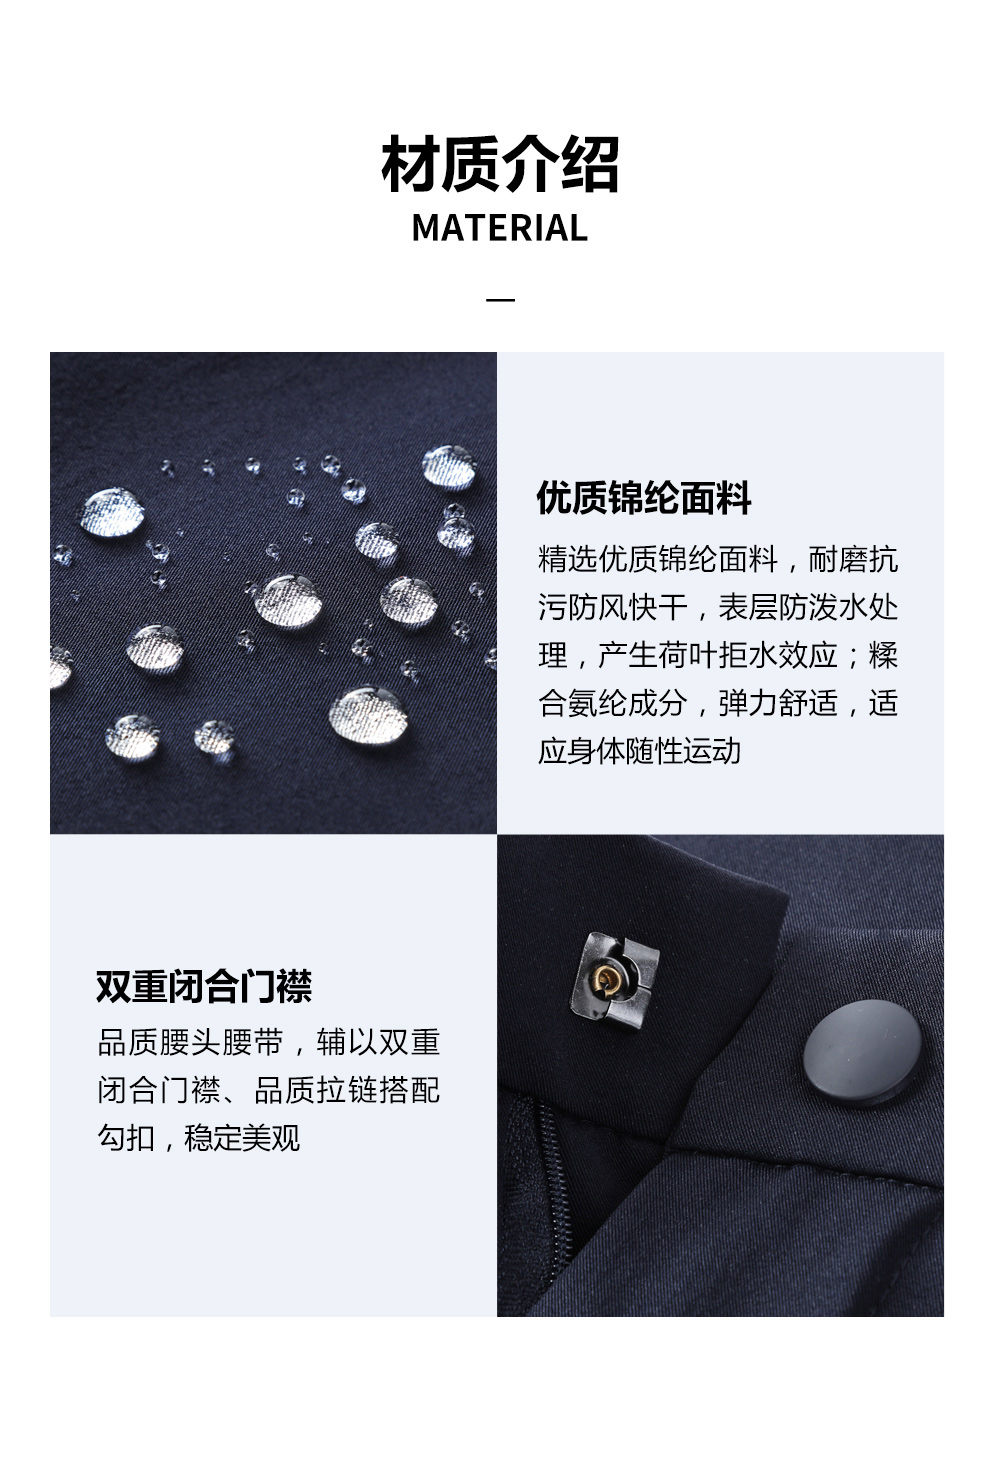 材质介绍
MATERIAL
优质锦纶面料
精选优质锦纶面料，耐磨抗
污防风快干，表层防泼水处
理，产生荷叶拒水效应；糅
合氨纶成分，弹力舒适，适
应身体随性运动
双重闭合门襟
品质腰头腰带，辅以双重
闭合门襟、品质拉链搭配
勾扣，稳定美观